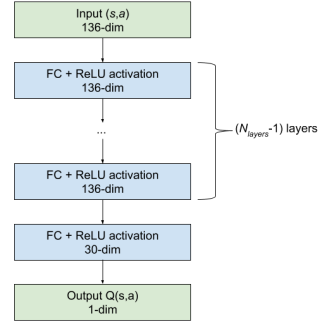 Input (s,a)
136-dim
FC + ReLU activation
136-dim
...
(N_layers-1) layers
FC + ReLU activation
136-dim
FC + ReLU activation
30-dim
Output Q(s,a)
1-dim